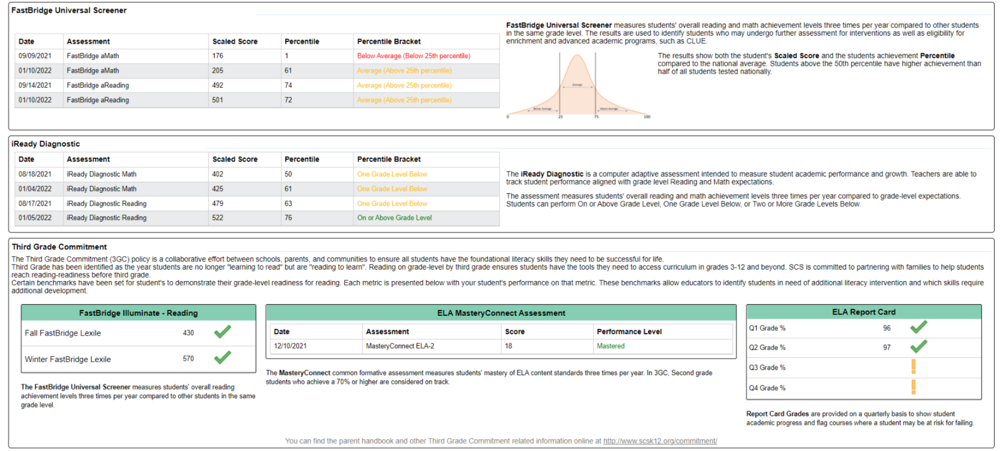 FastBridge Universal Screener
Date Assessment Scaled Score Percentile Percentile Bracket
09/09/2021 FastBridge aMath 176 1 Below Average (Below 25th percentile)
01/10/2022 FastBridge aMath 205 61 Average (Above 25th percentile)
09/14/2021 FastBridge aReading 492 74 Average (Above 25th percentile)
01/10/2022 FastBridge aReading 501 72 Average (Above 25th percentile)
FastBridge Universal Screener measures students' overall reading and math achievement levels three times per year compared to other students
in the same grade level. The results are used to identify students who may undergo further assessment for interventions as well as eligibility for
enrichment and advanced academic programs, such as CLUE.
Average
Below Average
Above Average
0 25 75 100
The results show both the student's Scaled Score and the students achievement Percentile
compared to the national average. Students above the 50th percentile have higher achievement than
half of all students tested nationally.
iReady Diagnostic
Date Assessment Scaled Score Percentile Percentile Bracket
08/18/2021 iReady Diagnostic Math 402 50 One Grade Level Below
01/04/2022 iReady Diagnostic Math 425 61 One Grade Level Below
08/17/2021 iReady Diagnostic Reading 479 63 One Grade Level Below
01/05/2022 iReady Diagnostic Reading 522 76 On or Above Grade Level
The iReady Diagnostic is a computer adaptive assessment intended to measure student academic performance and growth. Teachers are able to
track student performance aligned with grade level Reading and Math expectations.
The assessment measures students' overall reading and math achievement levels three times per year compared to grade-level expectations.
Students can perform On or Above Grade Level, One Grade Level Below, or Two or More Grade Levels Below.
Third Grade Commitment
The Third Grade Commitment (3GC) policy is a collaborative effort between schools, parents, and communities to ensure all students have the foundational literacy skills they need to be successful for life.
Third Grade has been identified as the year students are no longer "learning to read" but are "reading to learn". Reading on grade-level by third grade ensures students have the tools they need to access curriculum in grades 3-12 and beyond. SCS is committed to partnering with families to help students
reach reading-readiness before third grade.
Certain benchmarks have been set for student's to demonstrate their grade-level readiness for reading. Each metric is presented below with your student's performance on that metric. These benchmarks allow educators to identify students in need of additional literacy intervention and which skills require
additional development.
FastBridge Illuminate - Reading
Fall FastBridge Lexile 430
Winter FastBridge Lexile 570
The FastBridge Universal Screener measures students' overall reading
achievement levels three times per year compared to other students in the same
grade level.
ELA MasteryConnect Assessment
Date Assessment Score Performance Level
12/10/2021 MasteryConnect ELA-2 18 Mastered
The MasteryConnect common formative assessment measures students' mastery of ELA content standards three times per year. In 3GC, Second grade
students who achieve a 70% or higher are considered on track.
ELA Report Card
Q1 Grade % 96
Q2 Grade % 97
Q3 Grade %
Q4 Grade %
Report Card Grades are provided on a quarterly basis to show student
academic progress and flag courses where a student may be at risk for failing.
You can find the parent handbook and other Third Grade Commitment related information online at http://www.scsk12.org/commitment/